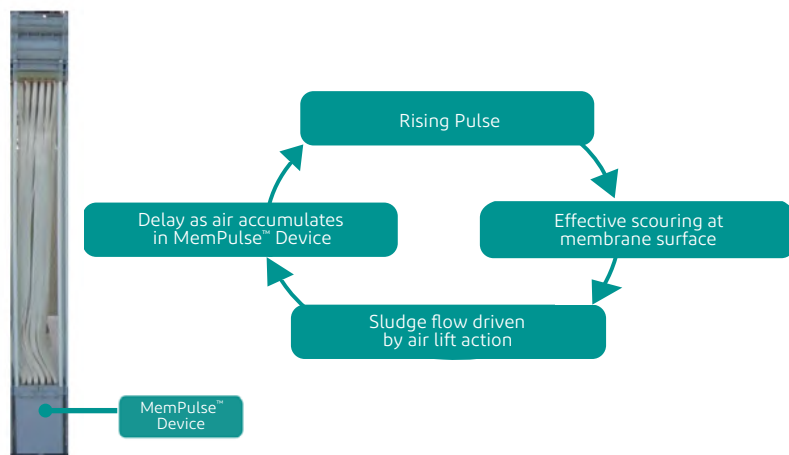 Rising Pulse
Delay as air accumulates
in MemPulse™ Device
Effective scouring at
membrane surface
Sludge flow driven
by air lift action
MemPulse™
Device